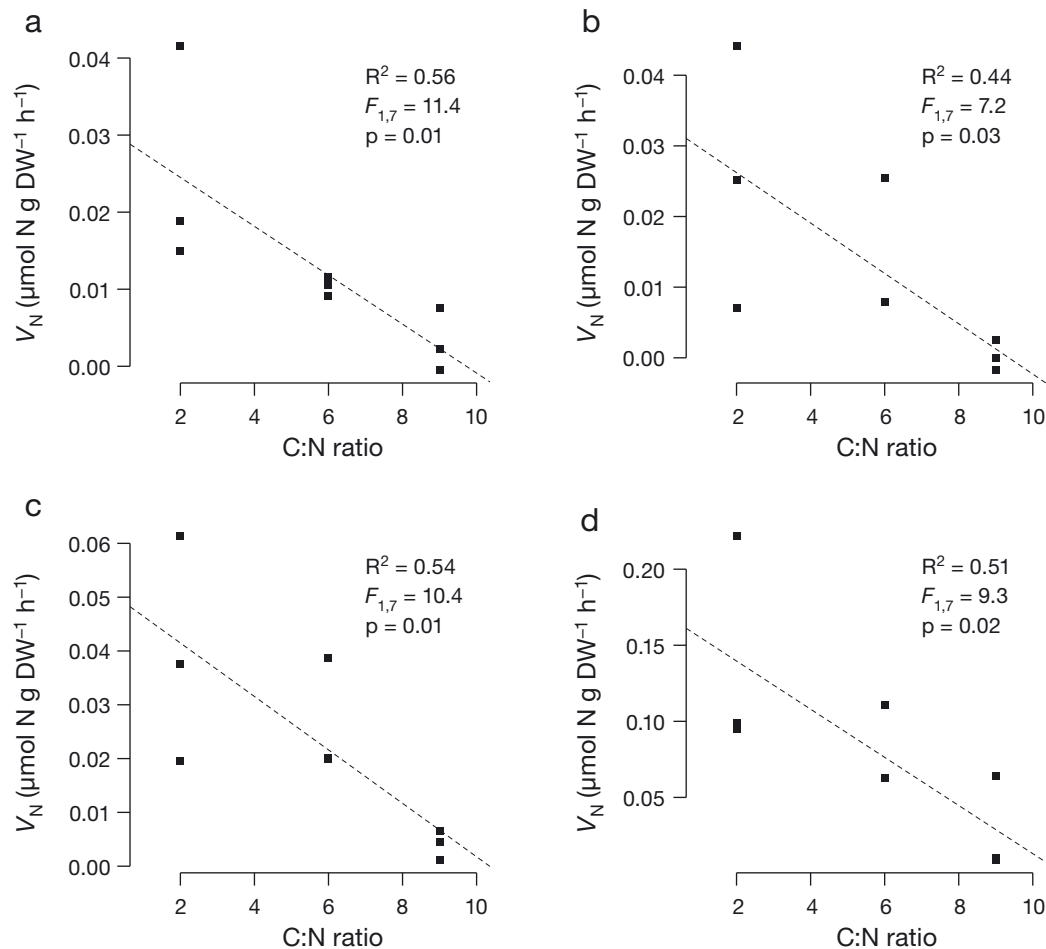 a
R² = 0.56
F₁,₇ = 11.4
p = 0.01
V_N (µmol N g DW⁻¹ h⁻¹)
0.04
0.03
0.02
0.01
0.00
2 4 6 8 10
C:N ratio
b
R² = 0.44
F₁,₇ = 7.2
p = 0.03
V_N (µmol N g DW⁻¹ h⁻¹)
0.04
0.03
0.02
0.01
0.00
2 4 6 8 10
C:N ratio
c
R² = 0.54
F₁,₇ = 10.4
p = 0.01
V_N (µmol N g DW⁻¹ h⁻¹)
0.06
0.05
0.04
0.03
0.02
0.01
0.00
2 4 6 8 10
C:N ratio
d
R² = 0.51
F₁,₇ = 9.3
p = 0.02
V_N (µmol N g DW⁻¹ h⁻¹)
0.20
0.15
0.10
0.05
2 4 6 8 10
C:N ratio